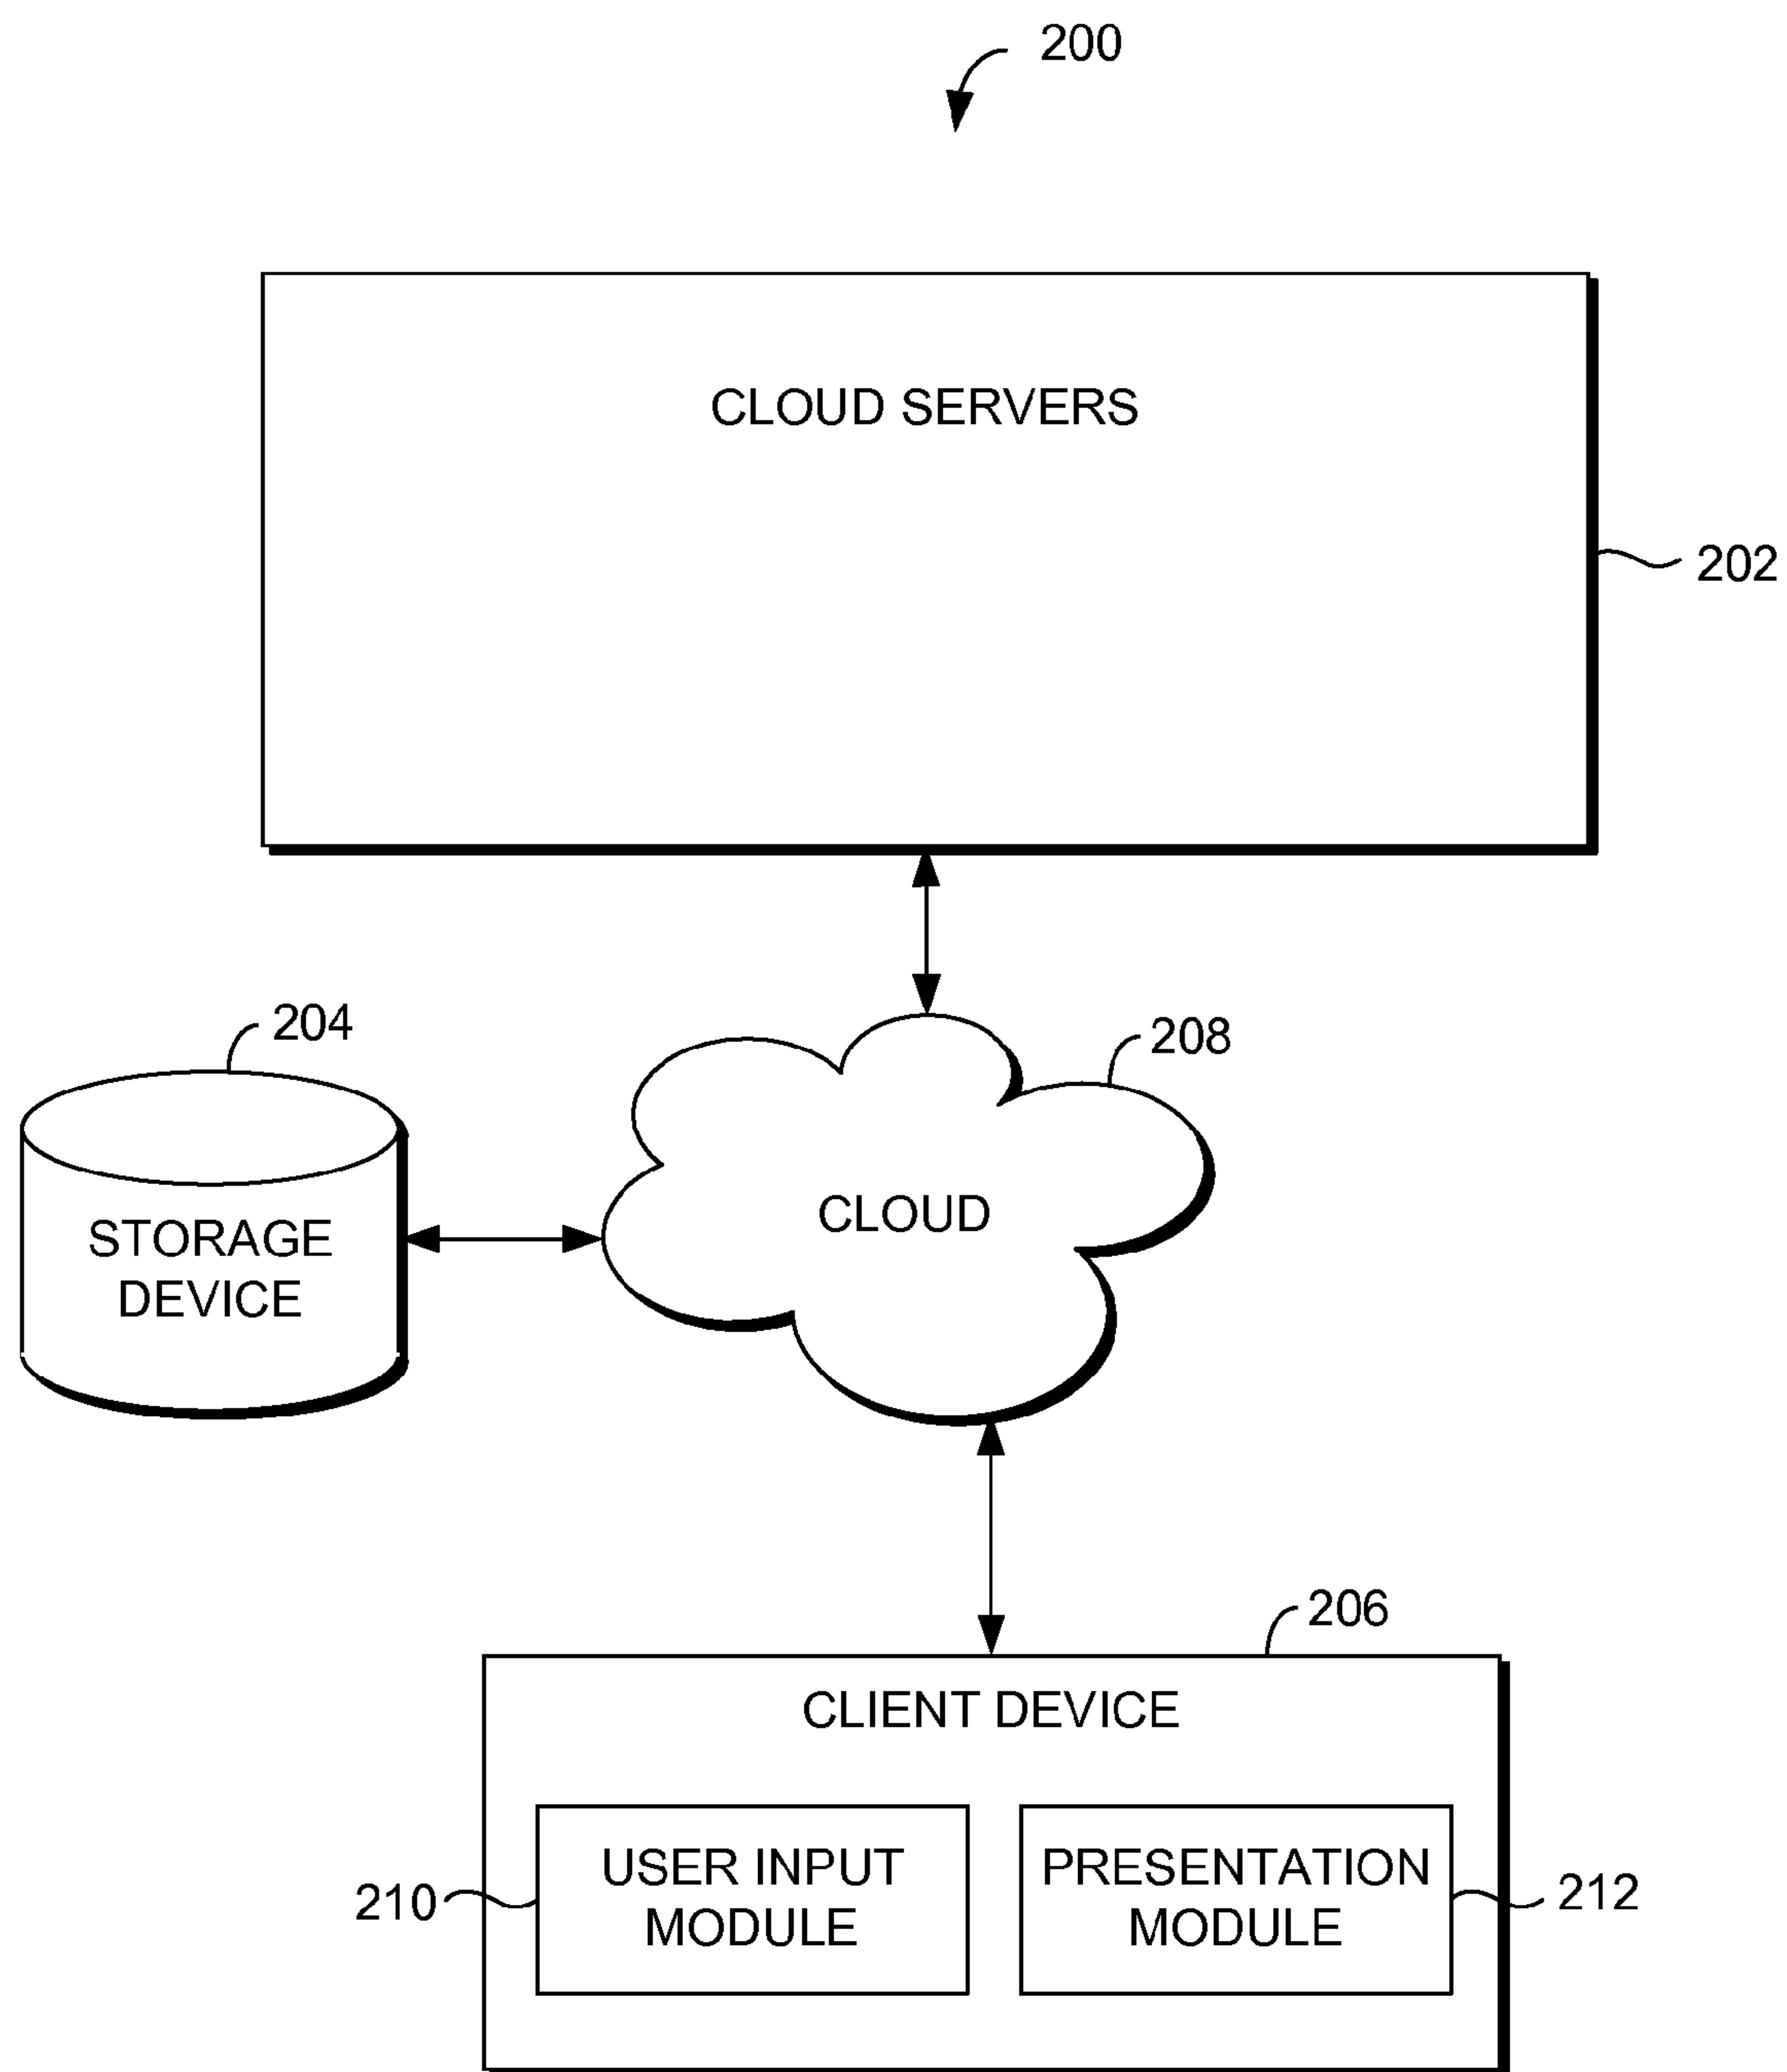 200
CLOUD SERVERS
202
204
208
STORAGE
DEVICE
CLOUD
206
CLIENT DEVICE
USER INPUT
MODULE
PRESENTATION
MODULE
210
212